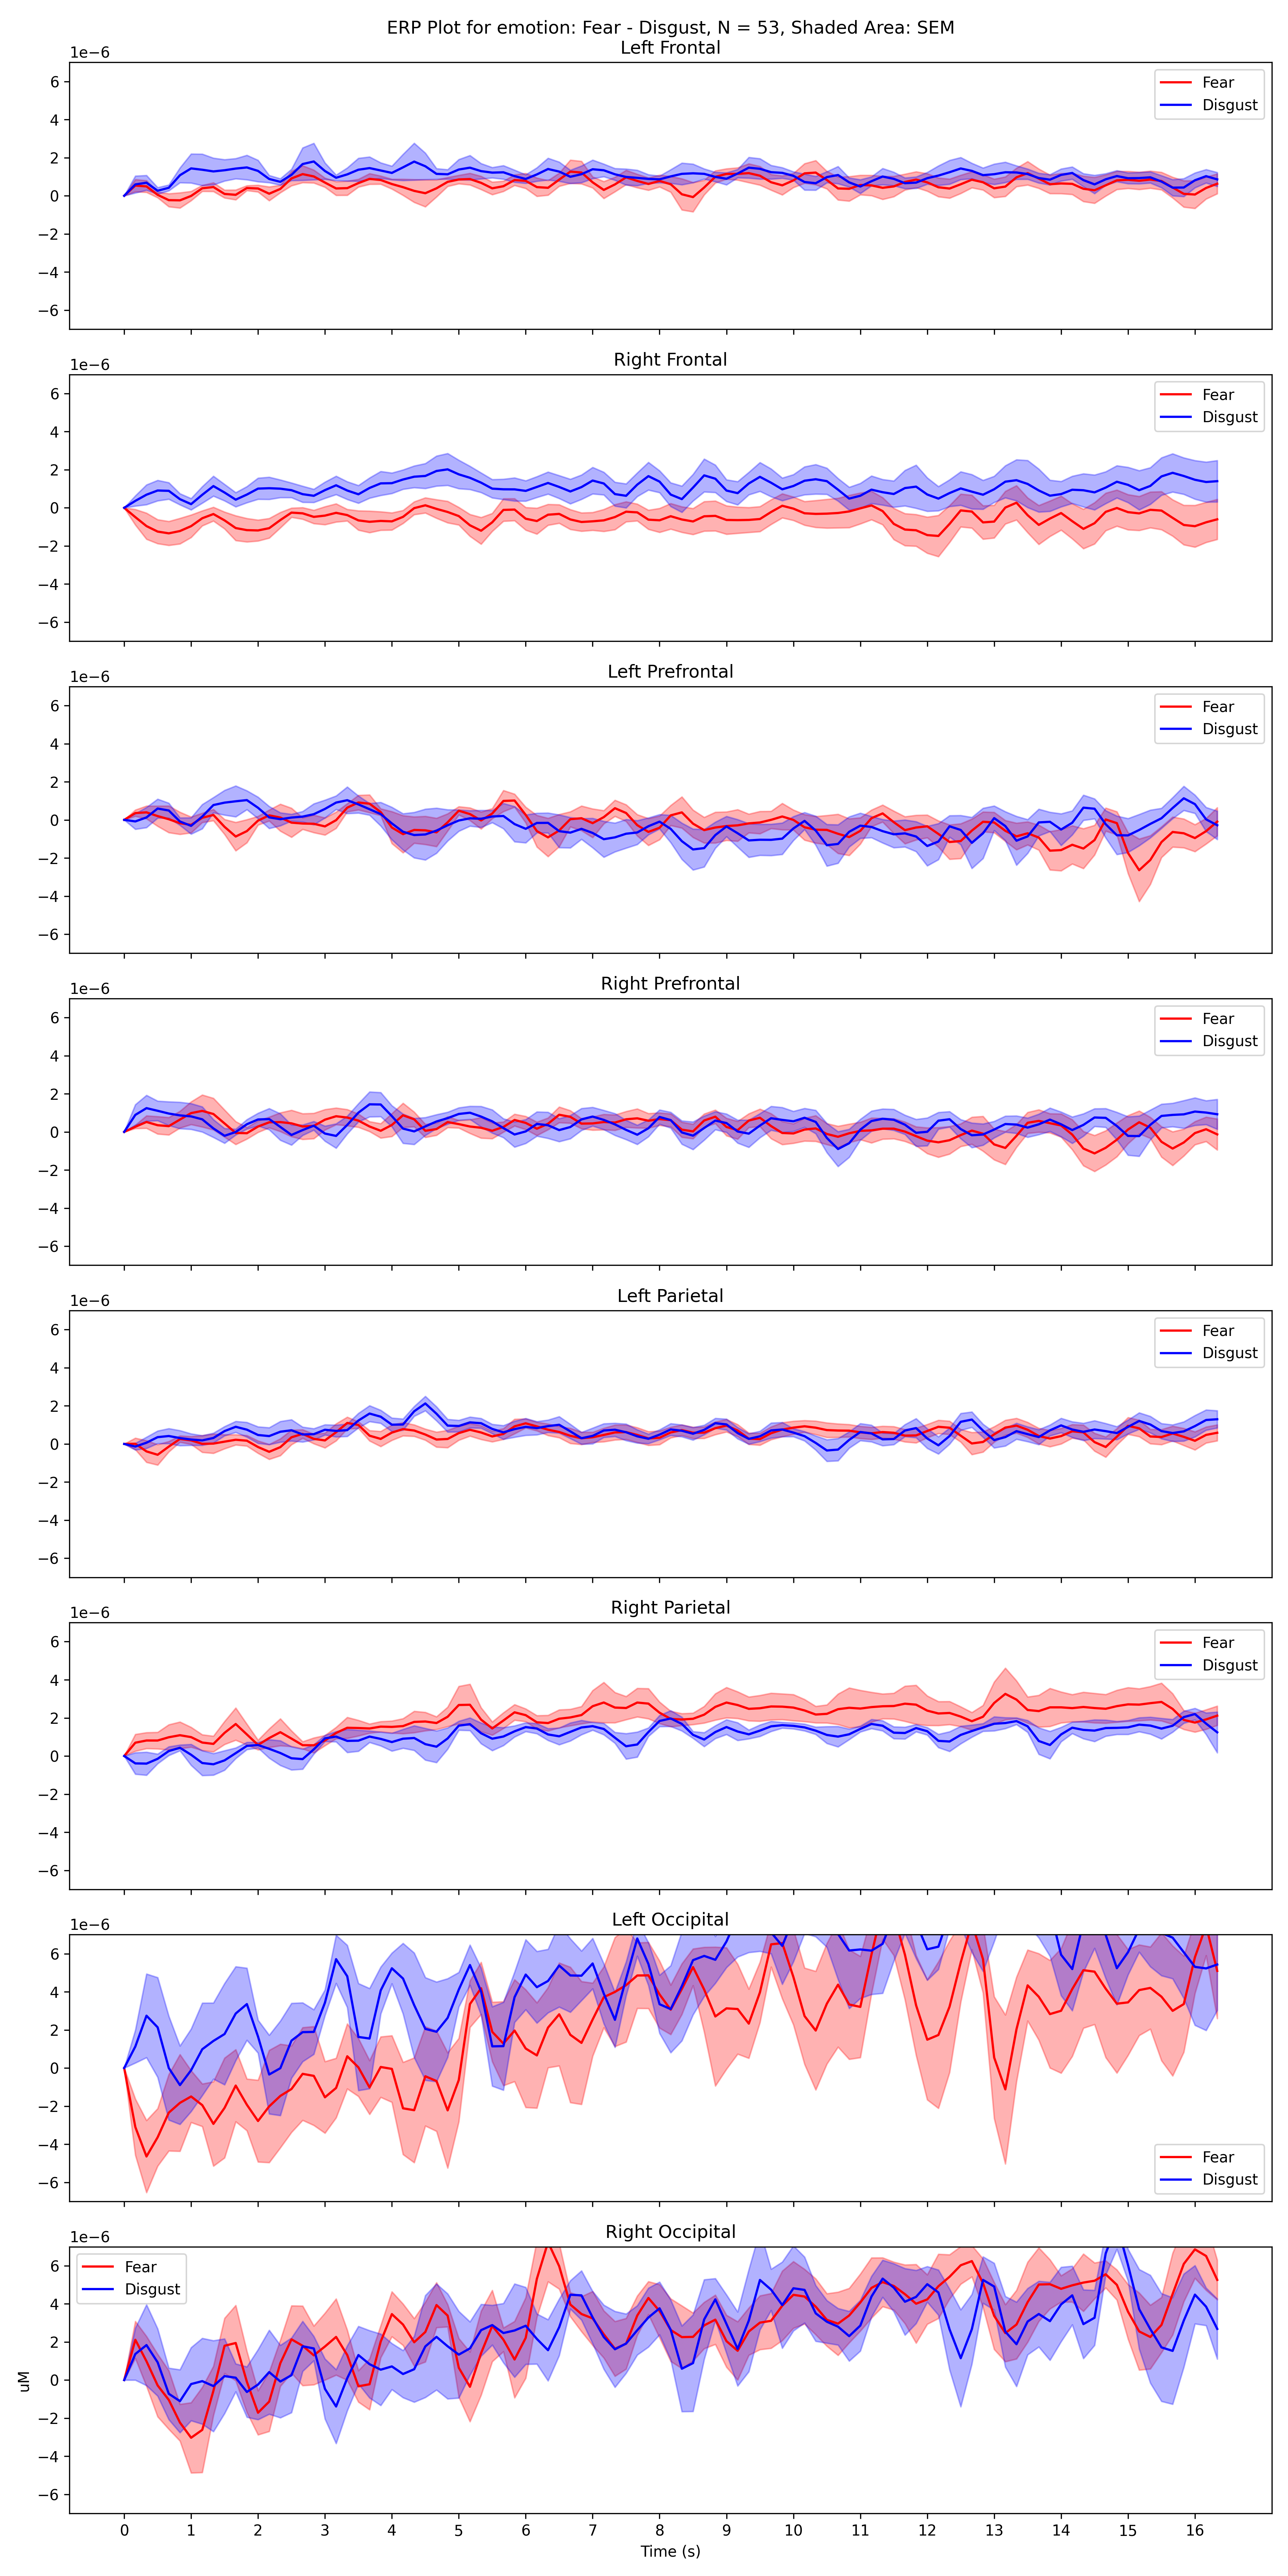 ERP Plot for emotion: Fear - Disgust, N = 53, Shaded Area: SEM
Left Frontal
1e−6
6
4
2
0
−2
−4
−6
Fear
Disgust
Right Frontal
1e−6
6
4
2
0
−2
−4
−6
Fear
Disgust
Left Prefrontal
1e−6
6
4
2
0
−2
−4
−6
Fear
Disgust
Right Prefrontal
1e−6
6
4
2
0
−2
−4
−6
Fear
Disgust
Left Parietal
1e−6
6
4
2
0
−2
−4
−6
Fear
Disgust
Right Parietal
1e−6
6
4
2
0
−2
−4
−6
Fear
Disgust
Left Occipital
1e−6
6
4
2
0
−2
−4
−6
Fear
Disgust
Right Occipital
1e−6
6
4
2
0
−2
−4
−6
Fear
Disgust
uM
0 1 2 3 4 5 6 7 8 9 10 11 12 13 14 15 16
Time (s)